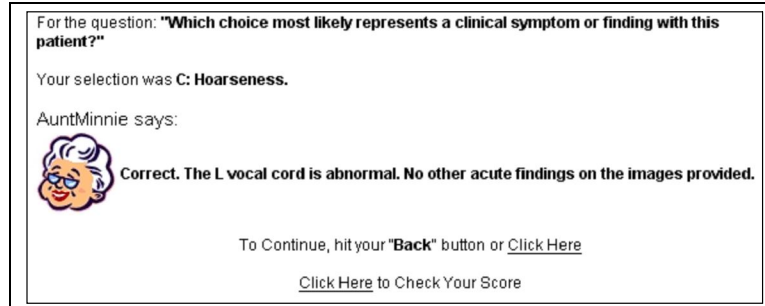 For the question: "Which choice most likely represents a clinical symptom or finding with this
patient?"
Your selection was C: Hoarseness.
AuntMinnie says:
Correct. The L vocal cord is abnormal. No other acute findings on the images provided.
To Continue, hit your "Back" button or Click Here
Click Here to Check Your Score